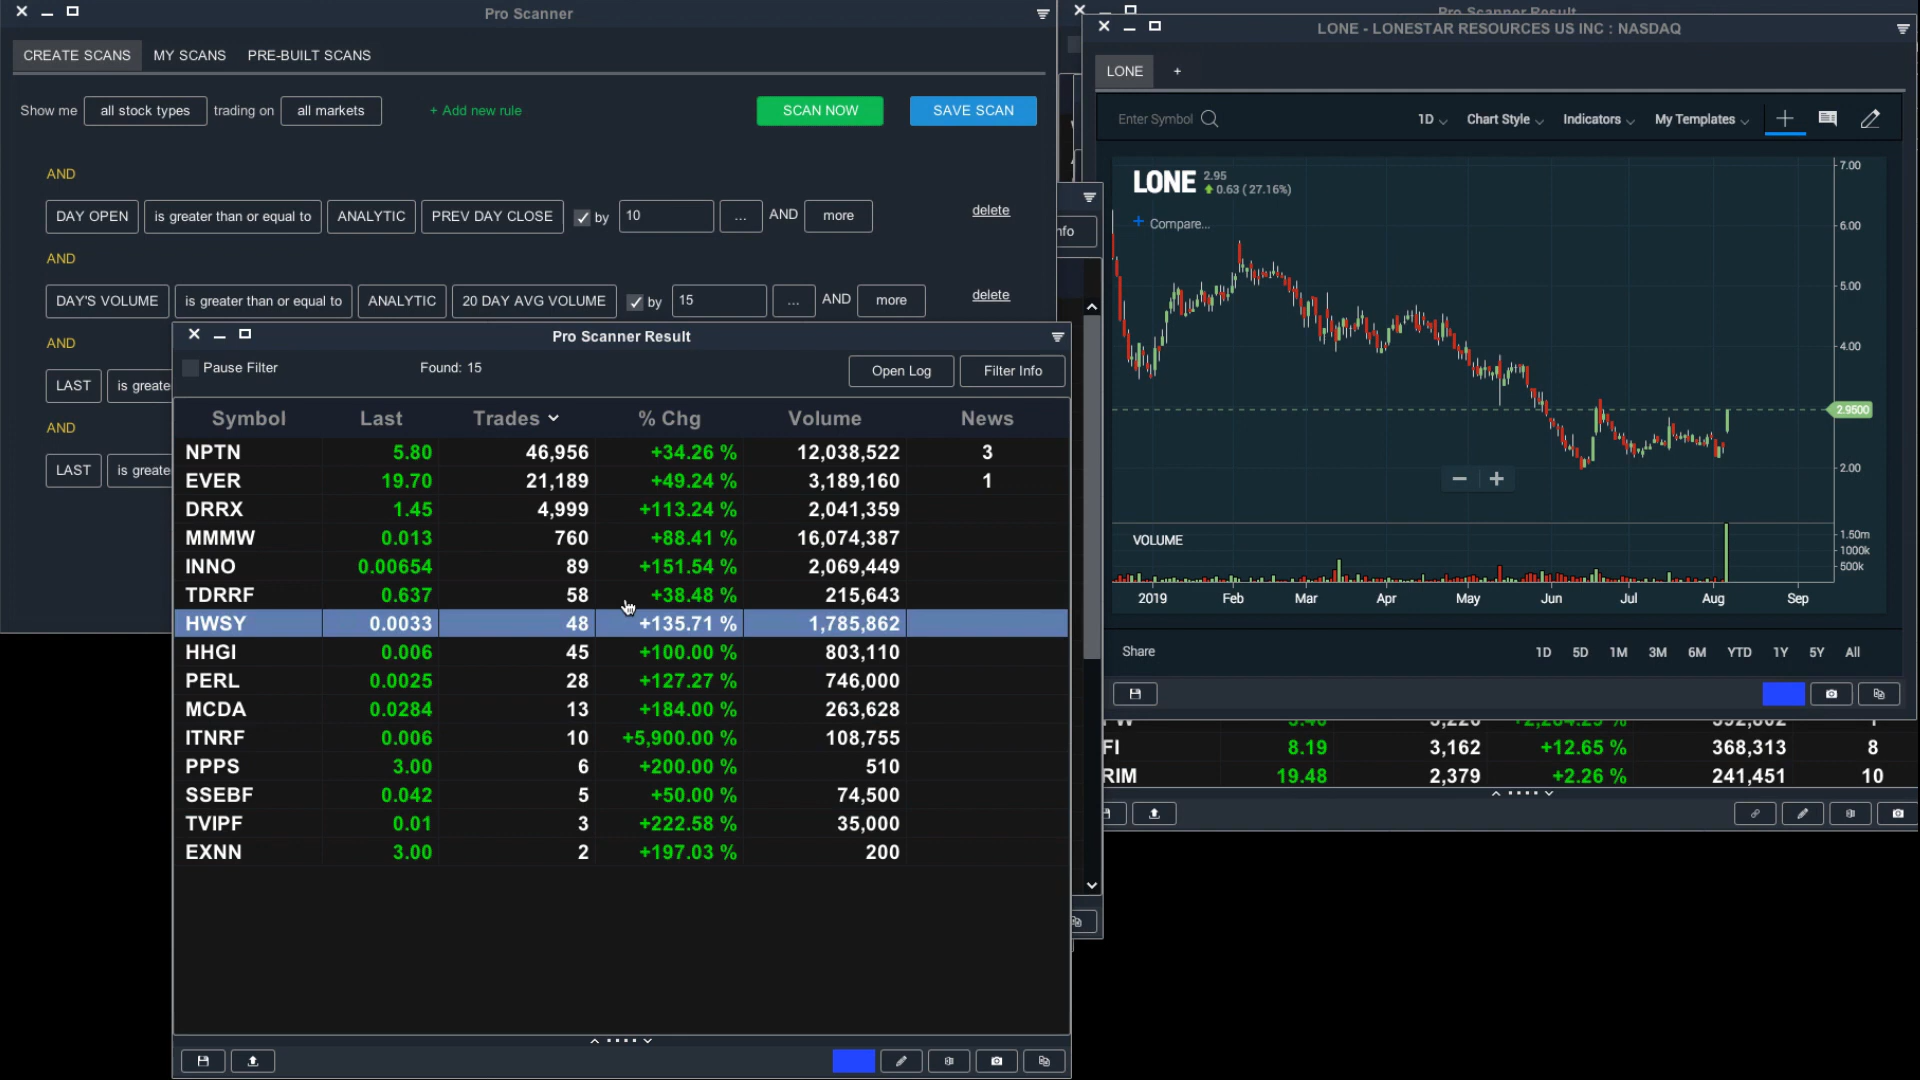 Pro Scanner
CREATE SCANS MY SCANS PRE-BUILT SCANS
Show me all stock types trading on all markets + Add new rule SCAN NOW SAVE SCAN
AND
DAY OPEN is greater than or equal to ANALYTIC PREV DAY CLOSE by 10 ... AND more delete
AND
DAY'S VOLUME is greater than or equal to ANALYTIC 20 DAY AVG VOLUME by 15 ... AND more delete
AND
LAST is greate
AND
LAST is greate
Pro Scanner Result
Pause Filter Found: 15 Open Log Filter Info
Symbol Last Trades % Chg Volume News
NPTN 5.80 46,956 +34.26 % 12,038,522 3
EVER 19.70 21,189 +49.24 % 3,189,160 1
DRRX 1.45 4,999 +113.24 % 2,041,359
MMMW 0.013 760 +88.41 % 16,074,387
INNO 0.00654 89 +151.54 % 2,069,449
TDRRF 0.637 58 +38.48 % 215,643
HWSY 0.0033 48 +135.71 % 1,785,862
HHGI 0.006 45 +100.00 % 803,110
PERL 0.0025 28 +127.27 % 746,000
MCDA 0.0284 13 +184.00 % 263,628
ITNRF 0.006 10 +5,900.00 % 108,755
PPPS 3.00 6 +200.00 % 510
SSEBF 0.042 5 +50.00 % 74,500
TVIPF 0.01 3 +222.58 % 35,000
EXNN 3.00 2 +197.03 % 200
nfo
Pro Scanner Result
LONE - LONESTAR RESOURCES US INC : NASDAQ
LONE +
Enter Symbol 1D Chart Style Indicators My Templates
LONE 2.95
0.63 (27.16%)
+ Compare...
7.00
6.00
5.00
4.00
2.9500
2.00
VOLUME
1.50m
1000k
500k
2019 Feb Mar Apr May Jun Jul Aug Sep
Share 1D 5D 1M 3M 6M YTD 1Y 5Y All
FI 8.19 3,162 +12.65 % 368,313 8
RIM 19.48 2,379 +2.26 % 241,451 10